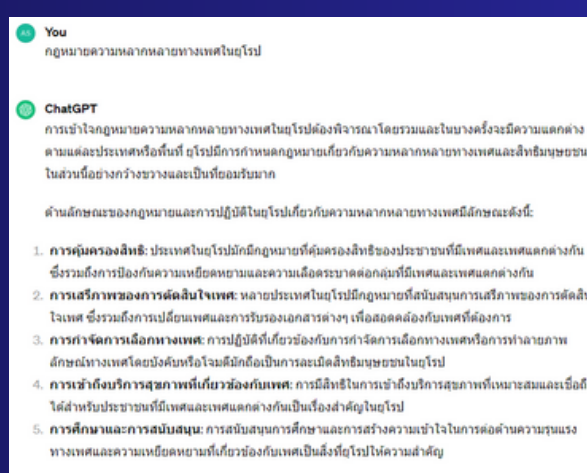 You
กฎหมายความหลากหลายทางเพศในยุโรป
ChatGPT
การเข้าใจกฎหมายความหลากหลายทางเพศในยุโรปต้องพิจารณาโดยรวมและในบางครั้งจะมีความแตกต่าง
ตามแต่ละประเทศหรือพื้นที่ ยุโรปมีการกำหนดกฎหมายเกี่ยวกับความหลากหลายทางเพศและสิทธิมนุษยชน
ในส่วนนี้อย่างกว้างขวางและเป็นที่ยอมรับมาก
ด้านลักษณะของกฎหมายและการปฏิบัติในยุโรปเกี่ยวกับความหลากหลายทางเพศมีลักษณะดังนี้:
1. การคุ้มครองสิทธิ: ประเทศในยุโรปมักมีกฎหมายที่คุ้มครองสิทธิของประชาชนที่มีเพศและเพศแตกต่างกัน
ซึ่งรวมถึงการป้องกันความเหยียดหยามและความเลือดระบาดต่อกลุ่มที่มีเพศและเพศแตกต่างกัน
2. การเสรีภาพของการตัดสินใจเพศ: หลายประเทศในยุโรปมีกฎหมายที่สนับสนุนการเสรีภาพของการตัดสิ
ใจเพศ ซึ่งรวมถึงการเปลี่ยนเพศและการรับรองเอกสารต่างๆ เพื่อสอดคล้องกับเพศที่ต้องการ
3. การกำจัดการเลือกทางเพศ: การปฏิบัติที่เกี่ยวข้องกับการกำจัดการเลือกทางเพศหรือการทำลายภาพ
ลักษณ์ทางเพศโดยบังคับหรือโจมตีมักถือเป็นการละเมิดสิทธิมนุษยชนในยุโรป
4. การเข้าถึงบริการสุขภาพที่เกี่ยวข้องกับเพศ: การมีสิทธิในการเข้าถึงบริการสุขภาพที่เหมาะสมและเชื่อถื
ได้สำหรับประชาชนที่มีเพศและเพศแตกต่างกันเป็นเรื่องสำคัญในยุโรป
5. การศึกษาและการสนับสนุน: การสนับสนุนการศึกษาและการสร้างความเข้าใจในการต่อต้านความรุนแรง
ทางเพศและความเหยียดหยามที่เกี่ยวข้องกับเพศเป็นสิ่งที่ยุโรปให้ความสำคัญ